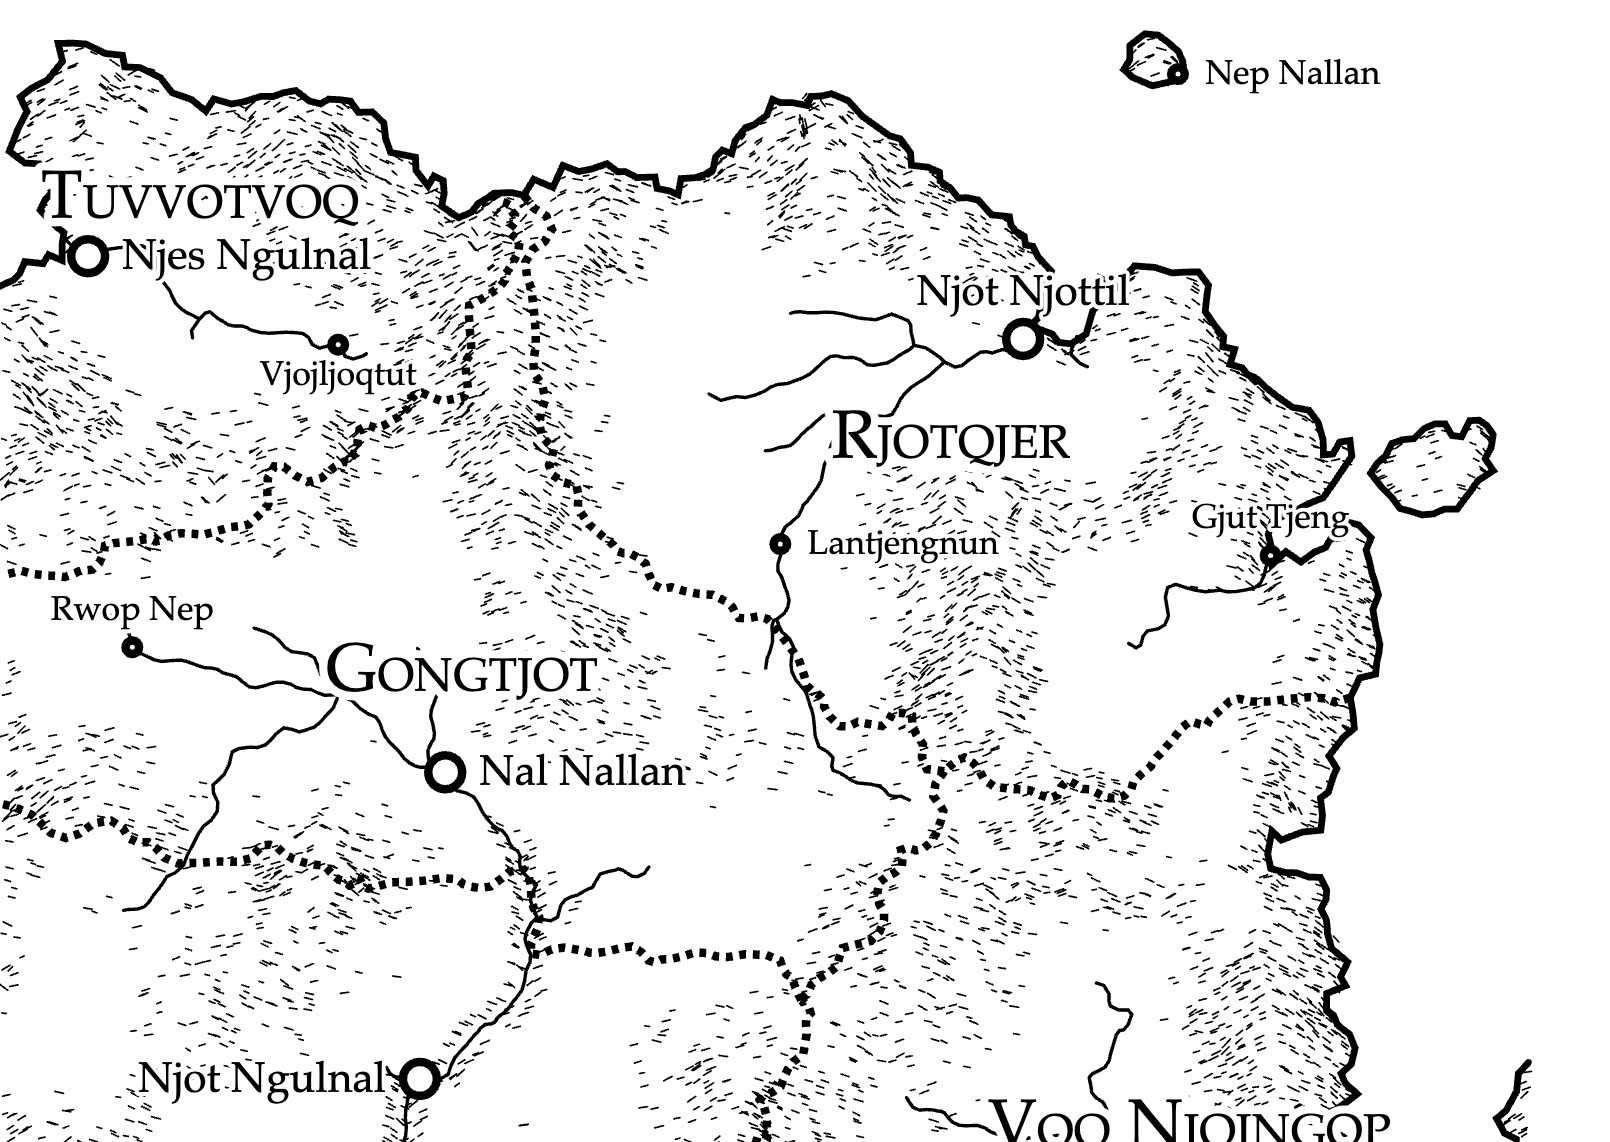 Nep Nallan
TUVVOTVOQ
Njes Ngulnal
Njot Njottil
Vjojljoqtut
RJOTQJER
Gjut Tjeng
Lantjengnun
Rwop Nep
GONGTJOT
Nal Nallan
Njot Ngulnal
VOO NJOJNGOP